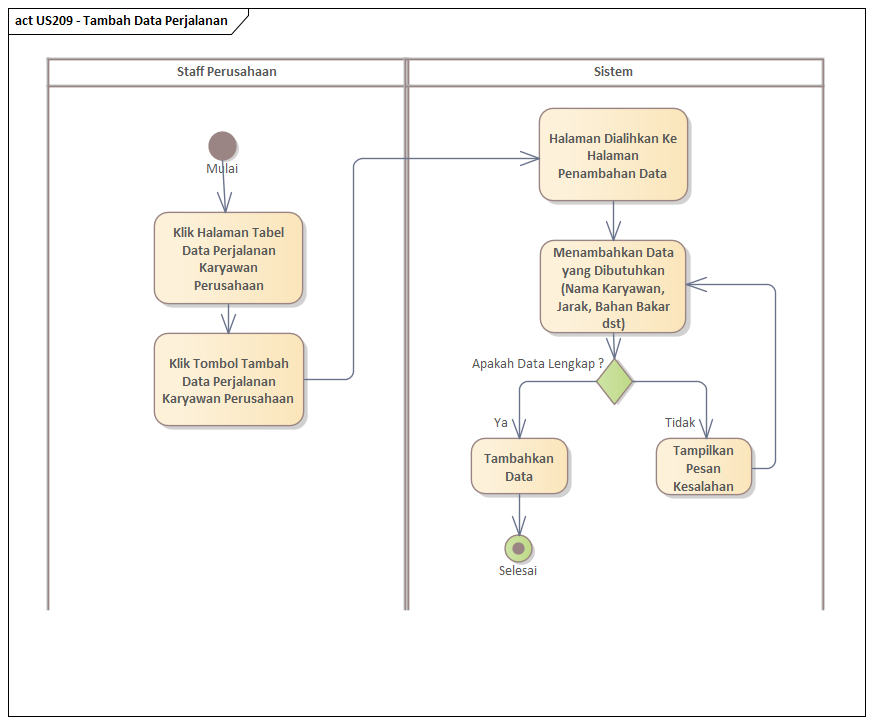 act US209 - Tambah Data Perjalanan
Staff Perusahaan
Sistem
Mulai
Klik Halaman Tabel
Data Perjalanan
Karyawan
Perusahaan
Klik Tombol Tambah
Data Perjalanan
Karyawan Perusahaan
Halaman Dialihkan Ke
Halaman
Penambahan Data
Menambahkan Data
yang Dibutuhkan
(Nama Karyawan,
Jarak, Bahan Bakar
dst)
Apakah Data Lengkap ?
Ya
Tidak
Tambahkan
Data
Tampilkan
Pesan
Kesalahan
Selesai